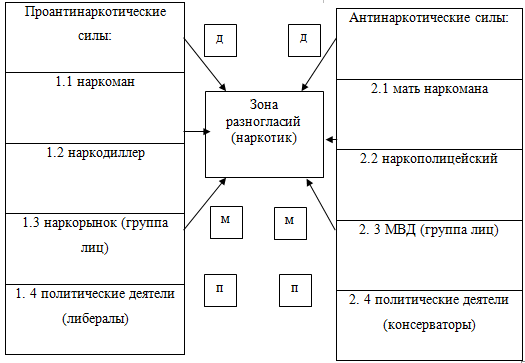 Проантинаркотические
силы:
1.1 наркоман
1.2 наркодиллер
1.3 наркорынок (группа
лиц)
1. 4 политические деятели
(либералы)
д
д
Зона
разногласий
(наркотик)
м
м
п
п
Антинаркотические силы:
2.1 мать наркомана
2.2 наркополицейский
2. 3 МВД (группа лиц)
2. 4 политические деятели
(консерваторы)